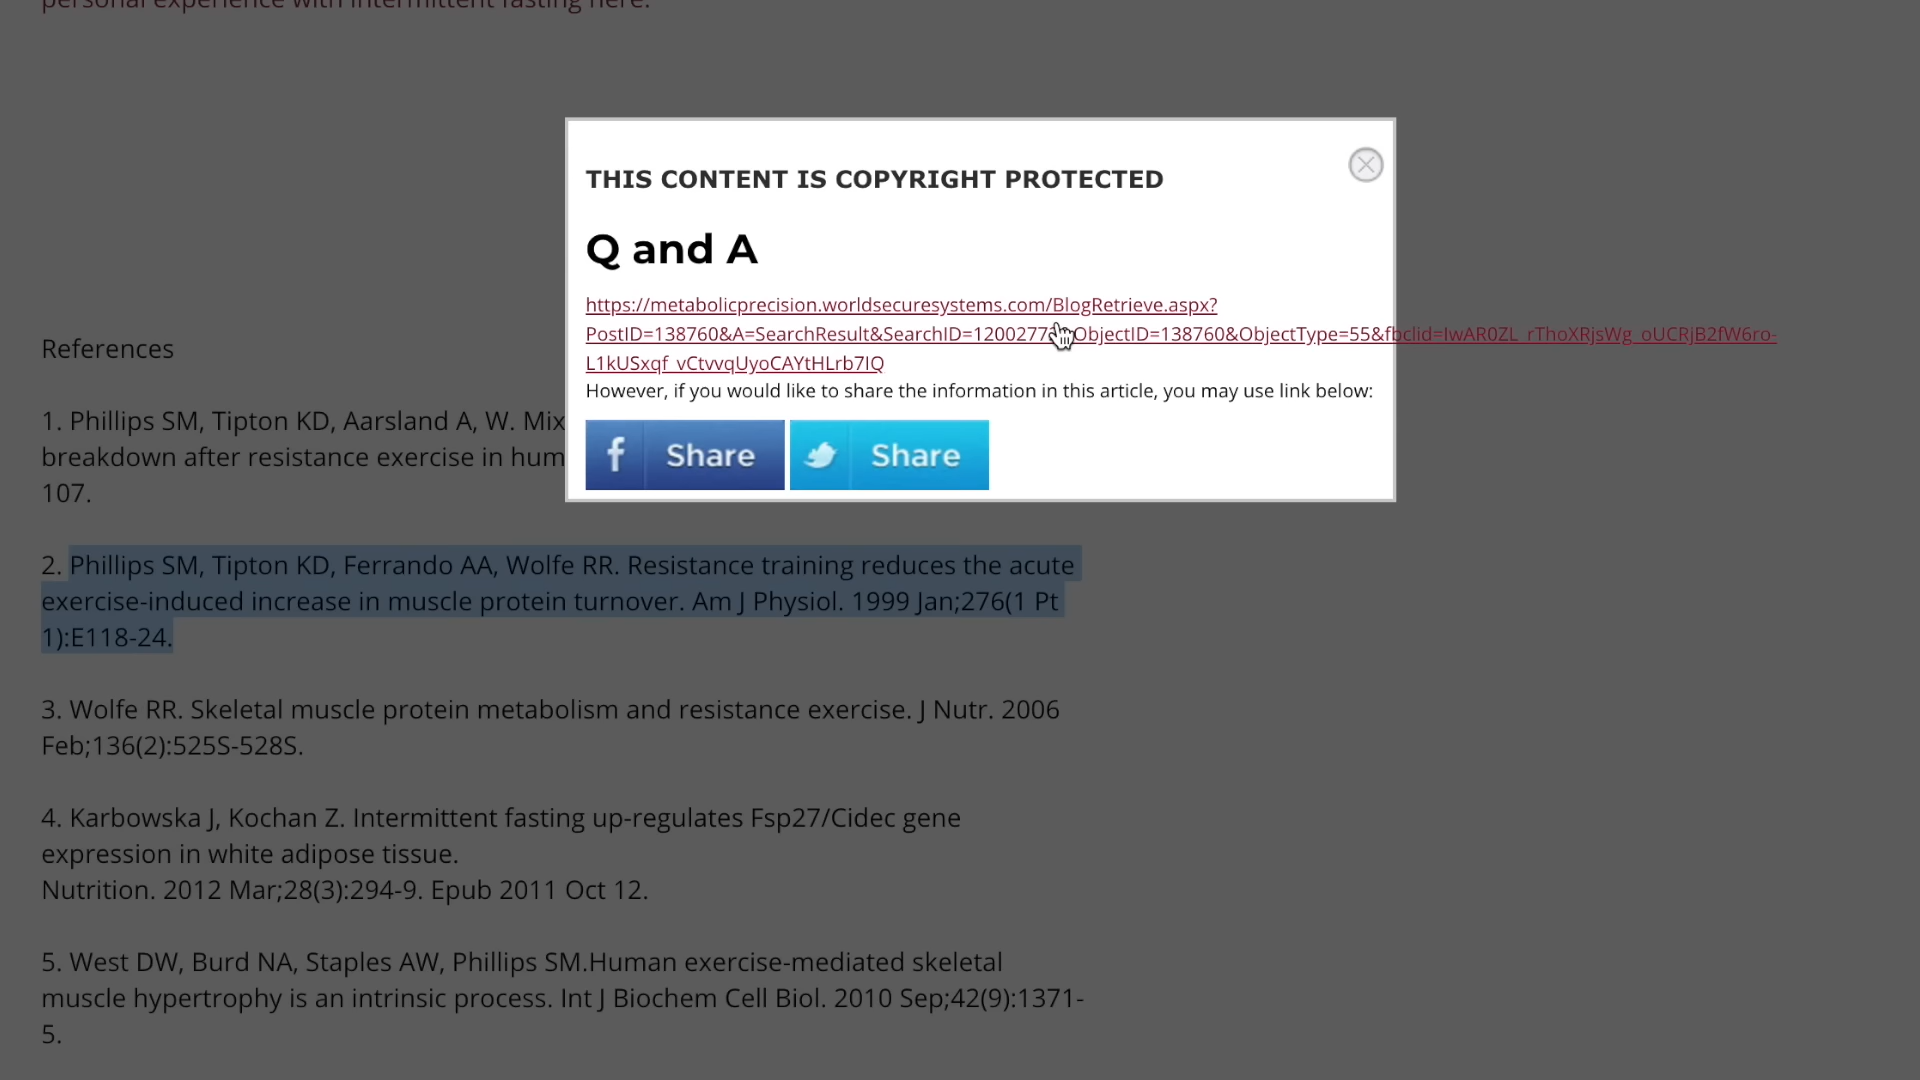 personal experience with intermittent fasting here.
THIS CONTENT IS COPYRIGHT PROTECTED
Q and A
https://metabolicprecision.worldsecuresystems.com/BlogRetrieve.aspx?
PostID=138760&A=SearchResult&SearchID=1200277 ObjectID=138760&ObjectType=55&fbclid=IwAR0ZL_rThoXRjsWg_oUCRjB2fW6ro-
L1kUSxqf_vCtvvqUyoCAYtHLrb7IQ
However, if you would like to share the information in this article, you may use link below:
f Share Share
References
1. Phillips SM, Tipton KD, Aarsland A, W. Mix
breakdown after resistance exercise in hum
107.
2. Phillips SM, Tipton KD, Ferrando AA, Wolfe RR. Resistance training reduces the acute
exercise-induced increase in muscle protein turnover. Am J Physiol. 1999 Jan;276(1 Pt
1):E118-24.
3. Wolfe RR. Skeletal muscle protein metabolism and resistance exercise. J Nutr. 2006
Feb;136(2):525S-528S.
4. Karbowska J, Kochan Z. Intermittent fasting up-regulates Fsp27/Cidec gene
expression in white adipose tissue.
Nutrition. 2012 Mar;28(3):294-9. Epub 2011 Oct 12.
5. West DW, Burd NA, Staples AW, Phillips SM.Human exercise-mediated skeletal
muscle hypertrophy is an intrinsic process. Int J Biochem Cell Biol. 2010 Sep;42(9):1371-
5.